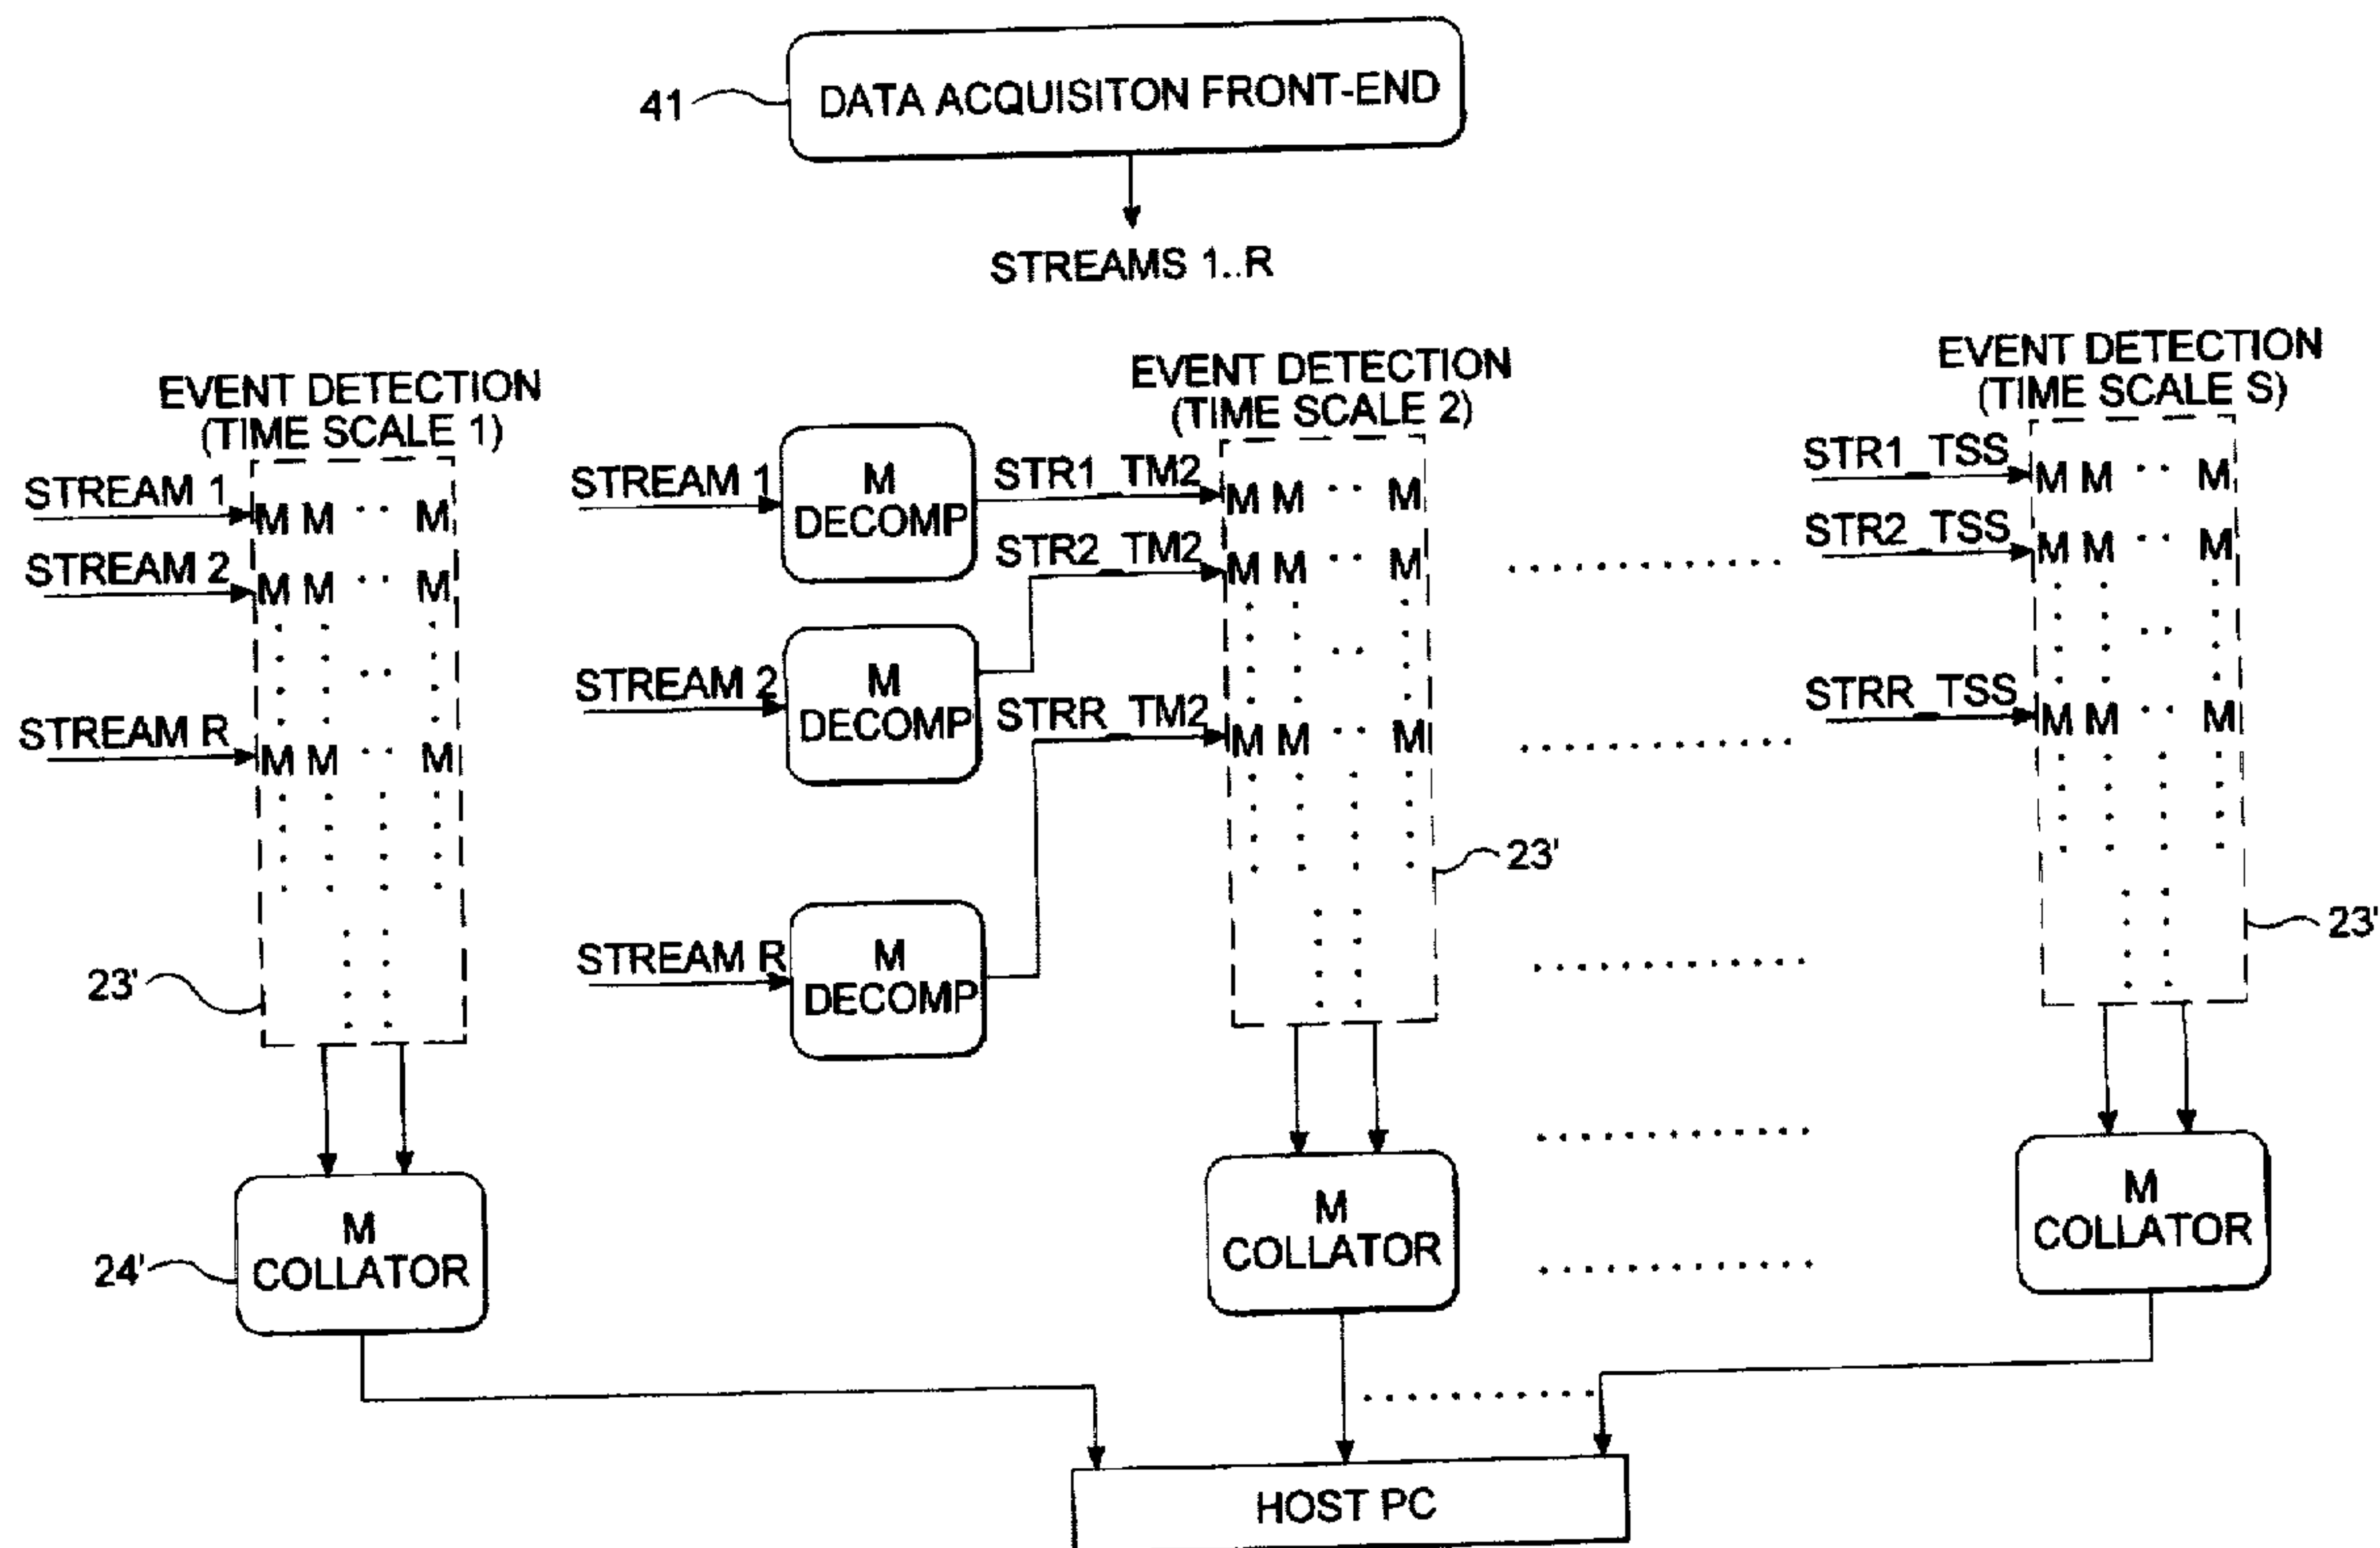 DATA ACQUISITON FRONT-END
41
STREAMS 1..R
EVENT DETECTION
(TIME SCALE 1)
STREAM 1
M M .. M
STREAM 2
M M .. M
STREAM R
M M .. M
23'
M
COLLATOR
24'
STREAM 1
M
DECOMP
STR1_TM2
STREAM 2
M
DECOMP
STR2_TM2
STREAM R
M
DECOMP
STRR_TM2
EVENT DETECTION
(TIME SCALE 2)
M M .. M
M M .. M
M M .. M
23'
M
COLLATOR
EVENT DETECTION
(TIME SCALE S)
STR1_TSS
M M .. M
STR2_TSS
M M .. M
STRR_TSS
M M .. M
23'
M
COLLATOR
HOST PC